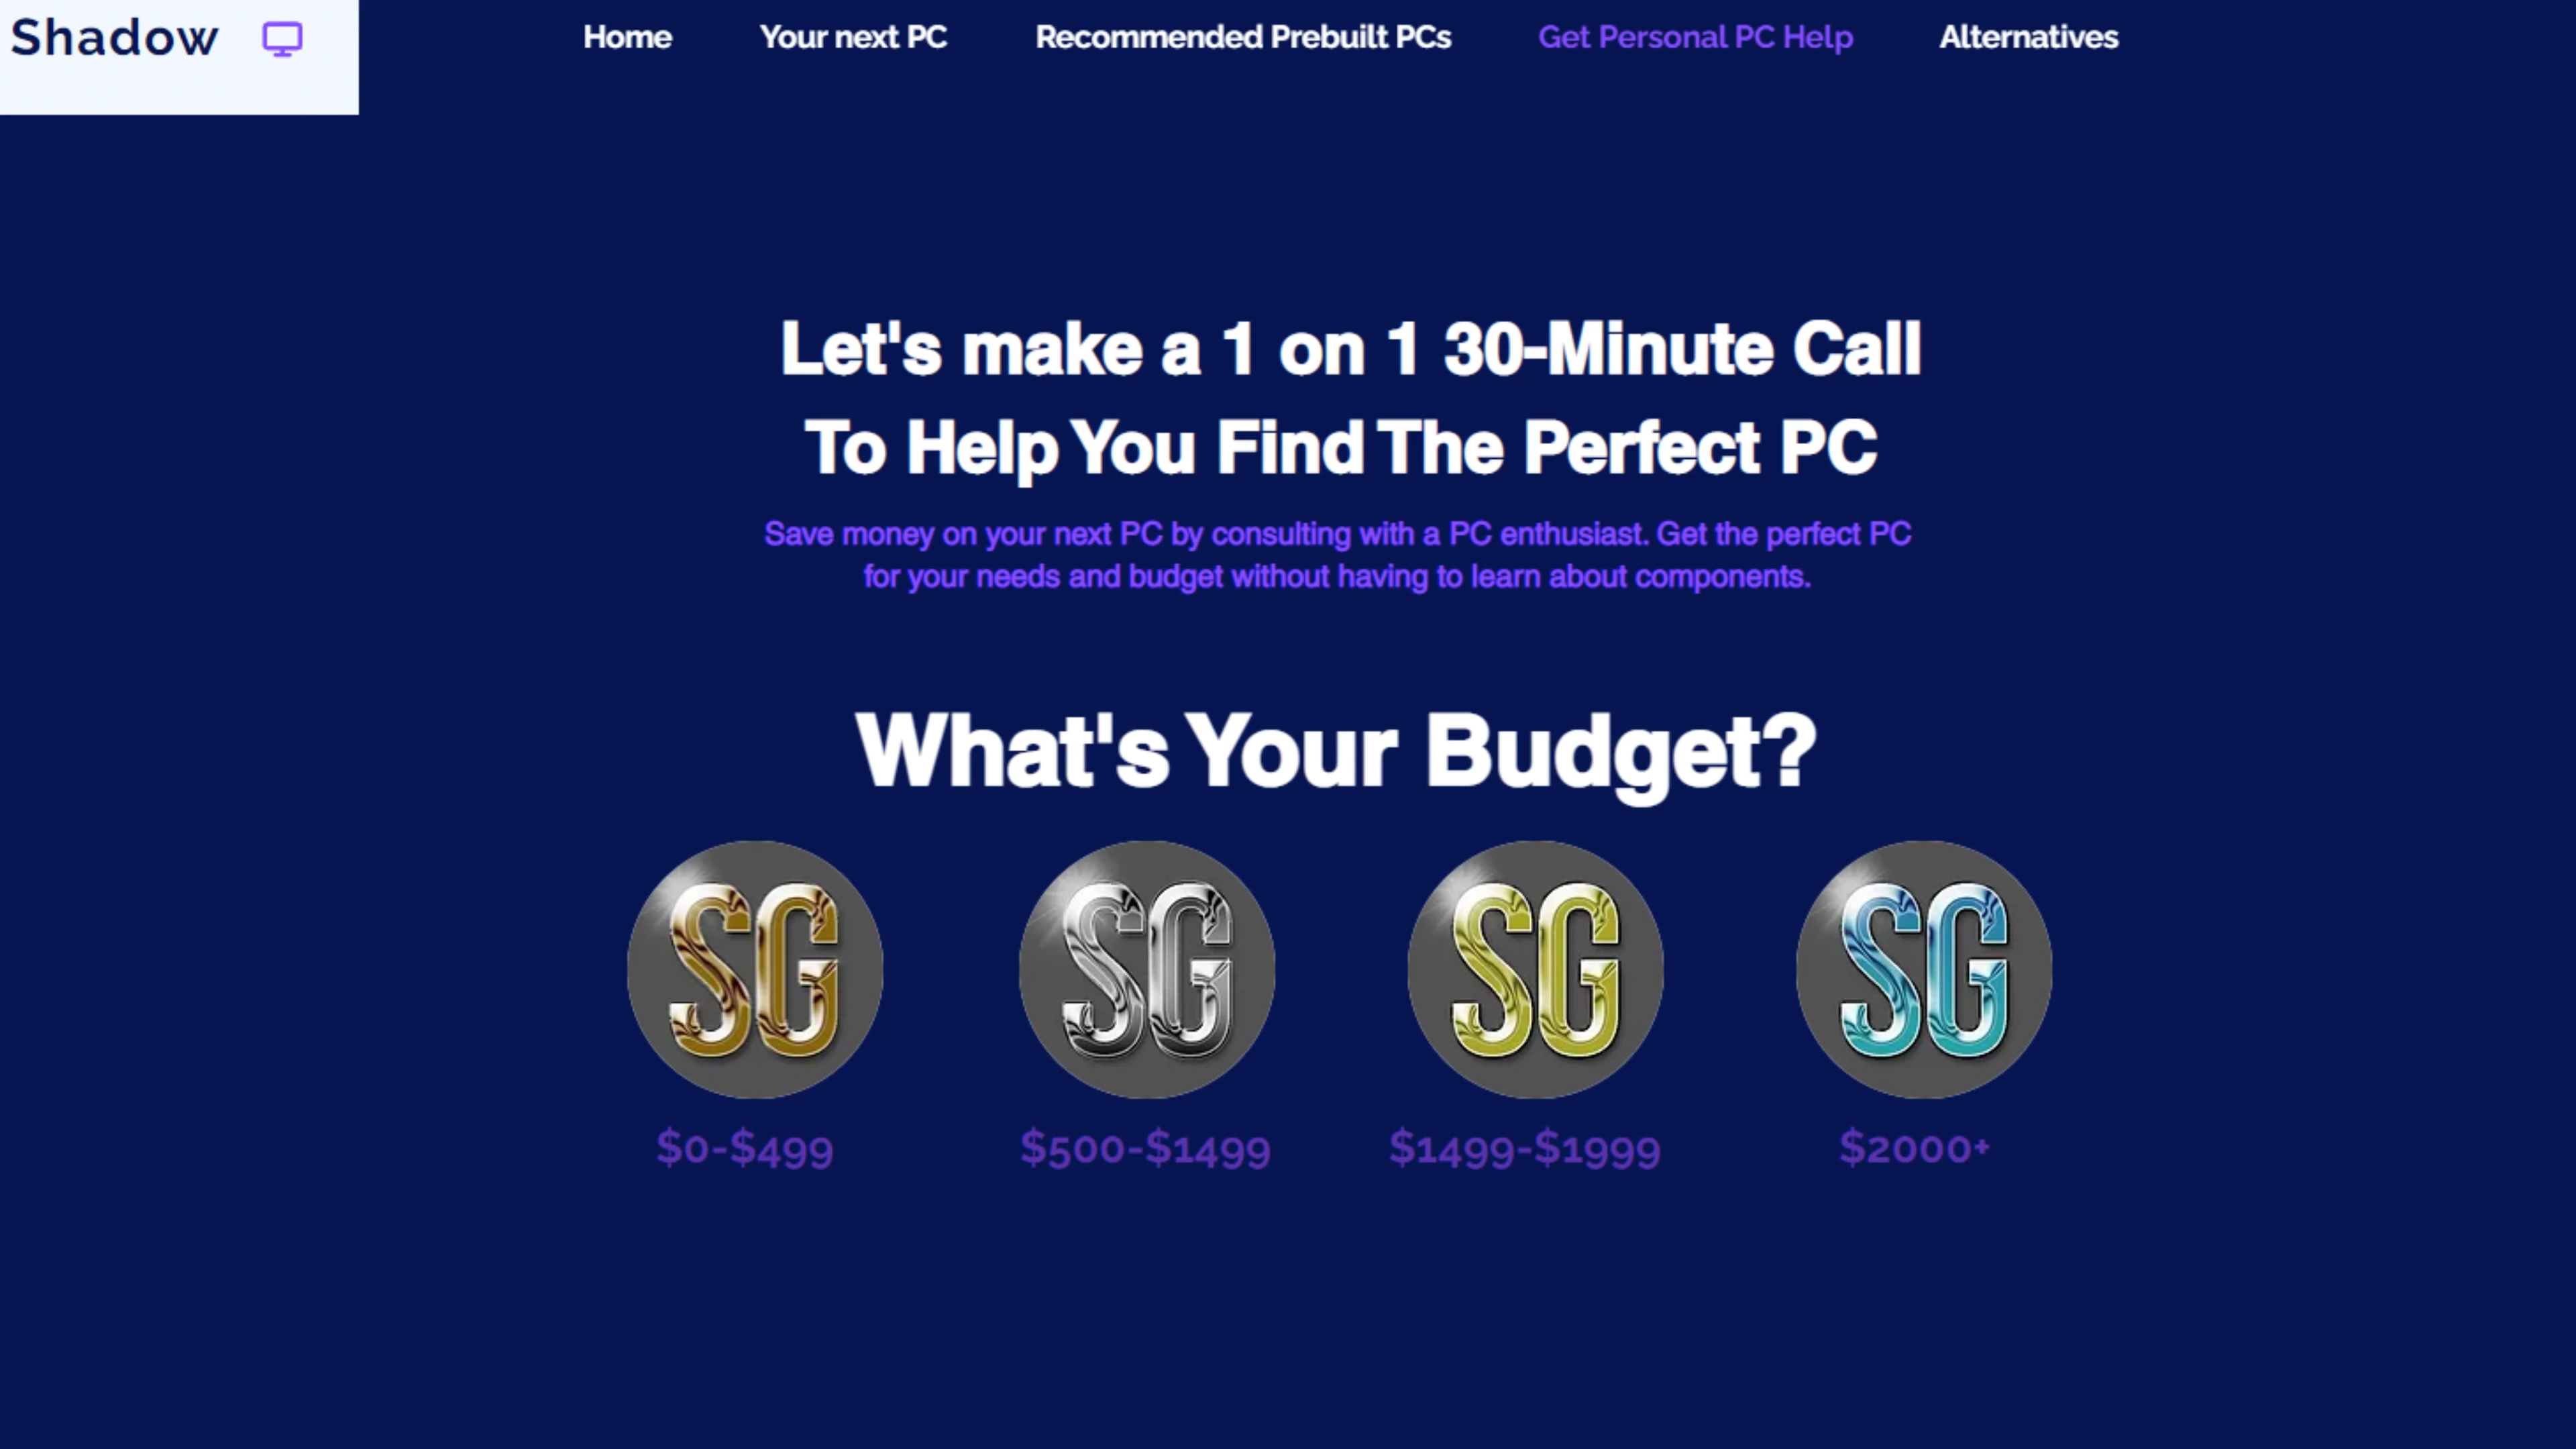 Shadow
Home Your next PC Recommended Prebuilt PCs Get Personal PC Help Alternatives
Let's make a 1 on 1 30-Minute Call
To Help You Find The Perfect PC
Save money on your next PC by consulting with a PC enthusiast. Get the perfect PC
for your needs and budget without having to learn about components.
What's Your Budget?
SG SG SG SG
$0-$499 $500-$1499 $1499-$1999 $2000+